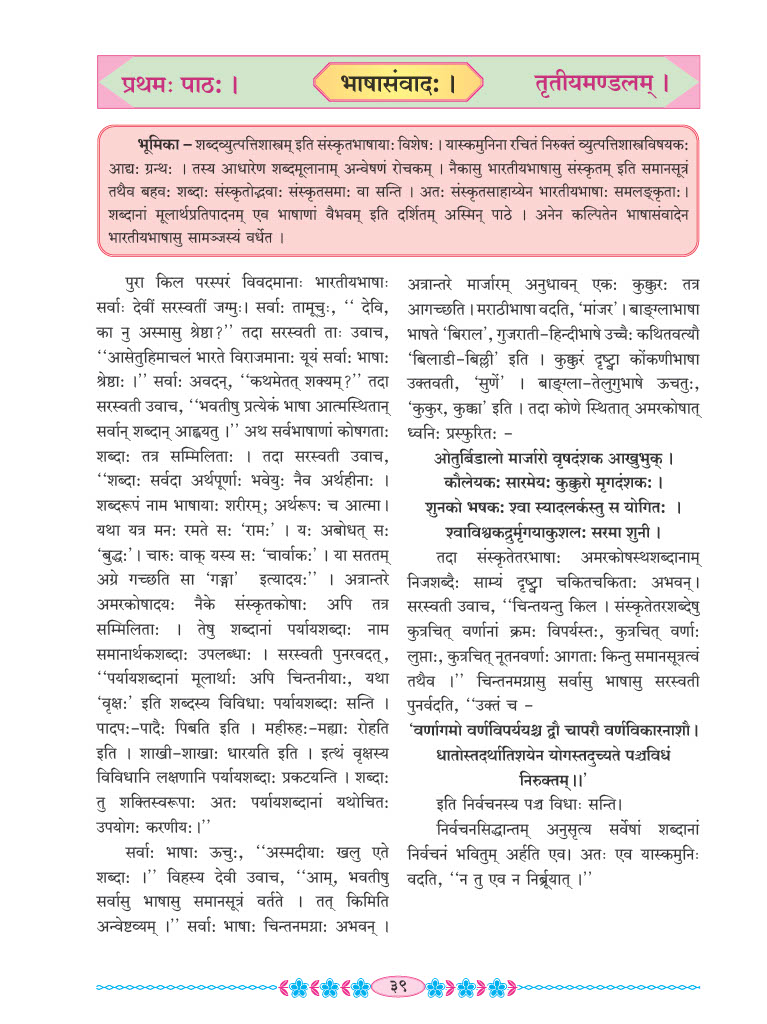 प्रथमः पाठः ।
भाषासंवादः ।
तृतीयमण्डलम् ।
भूमिका – शब्दव्युत्पत्तिशास्त्रम् इति संस्कृतभाषायाः विशेषः । यास्कमुनिना रचितं निरुक्तं व्युत्पत्तिशास्त्रविषयकः
आद्यः ग्रन्थः । तस्य आधारेण शब्दमूलानाम् अन्वेषणं रोचकम् । नैकासु भारतीयभाषासु संस्कृतम् इति समानसूत्रं
तथैव बहवः शब्दाः संस्कृतोद्भवाः संस्कृतसमाः वा सन्ति । अतः संस्कृतसाहाय्येन भारतीयभाषाः समलङ्कृताः।
शब्दानां मूलार्थप्रतिपादनम् एव भाषाणां वैभवम् इति दर्शितम् अस्मिन् पाठे । अनेन कल्पितेन भाषासंवादेन
भारतीयभाषासु सामञ्जस्यं वर्धेत ।
पुरा किल परस्परं विवदमानाः भारतीयभाषाः
सर्वाः देवीं सरस्वतीं जग्मुः। सर्वाः तामूचुः, ‘‘ देवि,
का नु अस्मासु श्रेष्ठा?’’ तदा सरस्वती ताः उवाच,
‘‘आसेतुहिमाचलं भारते विराजमानाः यूयं सर्वाः भाषाः
श्रेष्ठाः ।’’ सर्वाः अवदन्, ‘‘कथमेतत् शक्यम्?’’ तदा
सरस्वती उवाच, ‘‘भवतीषु प्रत्येकं भाषा आत्मस्थितान्
सर्वान् शब्दान् आह्वयतु ।’’ अथ सर्वभाषाणां कोषगताः
शब्दाः तत्र सम्मिलिताः । तदा सरस्वती उवाच,
‘‘शब्दाः सर्वदा अर्थपूर्णाः भवेयुः नैव अर्थहीनाः ।
शब्दरूपं नाम भाषायाः शरीरम्; अर्थरूपः च आत्मा।
यथा यत्र मनः रमते सः ‘रामः’ । यः अबोधत् सः
‘बुद्धः’। चारुः वाक् यस्य सः ‘चार्वाकः’ । या सततम्
अग्रे गच्छति सा ‘गङ्गा’ इत्यादयः’’ । अत्रान्तरे
अमरकोषादयः नैके संस्कृतकोषाः अपि तत्र
सम्मिलिताः । तेषु शब्दानां पर्यायशब्दाः नाम
समानार्थकशब्दाः उपलब्धाः । सरस्वती पुनरवदत्,
‘‘पर्यायशब्दानां मूलार्थाः अपि चिन्तनीयाः, यथा
‘वृक्षः’ इति शब्दस्य विविधाः पर्यायशब्दाः सन्ति ।
पादपः–पादैः पिबति इति । महीरुहः–मह्याः रोहति
इति । शाखी–शाखाः धारयति इति । इत्थं वृक्षस्य
विविधानि लक्षणानि पर्यायशब्दाः प्रकटयन्ति । शब्दाः
तु शक्तिस्वरूपाः अतः पर्यायशब्दानां यथोचितः
उपयोगः करणीयः।’’
सर्वाः भाषाः ऊचुः, ‘‘अस्मदीयाः खलु एते
शब्दाः ।’’ विहस्य देवी उवाच, ‘‘आम्, भवतीषु
सर्वासु भाषासु समानसूत्रं वर्तते । तत् किमिति
अन्वेष्टव्यम् ।’’ सर्वाः भाषाः चिन्तनमग्नाः अभवन् ।
अत्रान्तरे मार्जारम् अनुधावन् एकः कुक्कुरः तत्र
आगच्छति। मराठीभाषा वदति, ‘मांजर’। बाङ्ग्लाभाषा
भाषते ‘बिराल’, गुजराती–हिन्दीभाषे उच्चैः कथितवत्यौ
‘बिलाडी–बिल्ली’ इति । कुक्कुरं दृष्ट्वा कोंकणीभाषा
उक्तवती, ‘सुणें’ । बाङ्ग्ला–तेलुगुभाषे ऊचतुः,
‘कुकुर, कुक्का’ इति । तदा कोणे स्थितात् अमरकोषात्
ध्वनिः प्रस्फुरितः –
ओतुर्बिडालो मार्जारो वृषदंशक आखुभुक् ।
कौलेयकः सारमेयः कुक्कुरो मृगदंशकः ।
शुनको भषकः श्वा स्यादलर्कस्तु स योगितः ।
श्वाविश्वकद्रुर्मृगयाकुशलः सरमा शुनी ।
तदा संस्कृतेतरभाषाः अमरकोषस्थशब्दानाम्
निजशब्दैः साम्यं दृष्ट्वा चकितचकिताः अभवन्।
सरस्वती उवाच, ‘‘चिन्तयन्तु किल । संस्कृतेतरशब्देषु
कुत्रचित् वर्णानां क्रमः विपर्यस्तः, कुत्रचित् वर्णाः
लुप्ताः, कुत्रचित् नूतनवर्णाः आगताः किन्तु समानसूत्रत्वं
तथैव ।’’ चिन्तनमग्नासु सर्वासु भाषासु सरस्वती
पुनर्वदति, ‘‘उक्तं च –
‘वर्णागमो वर्णविपर्ययश्च द्वौ चापरौ वर्णविकारनाशौ।
धातोस्तदर्थातिशयेन योगस्तदुच्यते पञ्चविधं
निरुक्तम्।।’
इति निर्वचनस्य पञ्च विधाः सन्ति।
निर्वचनसिद्धान्तम् अनुसृत्य सर्वेषां शब्दानां
निर्वचनं भवितुम् अर्हति एव। अतः एव यास्कमुनिः
वदति, ‘‘न तु एव न निर्ब्रूयात् ।’’
३९